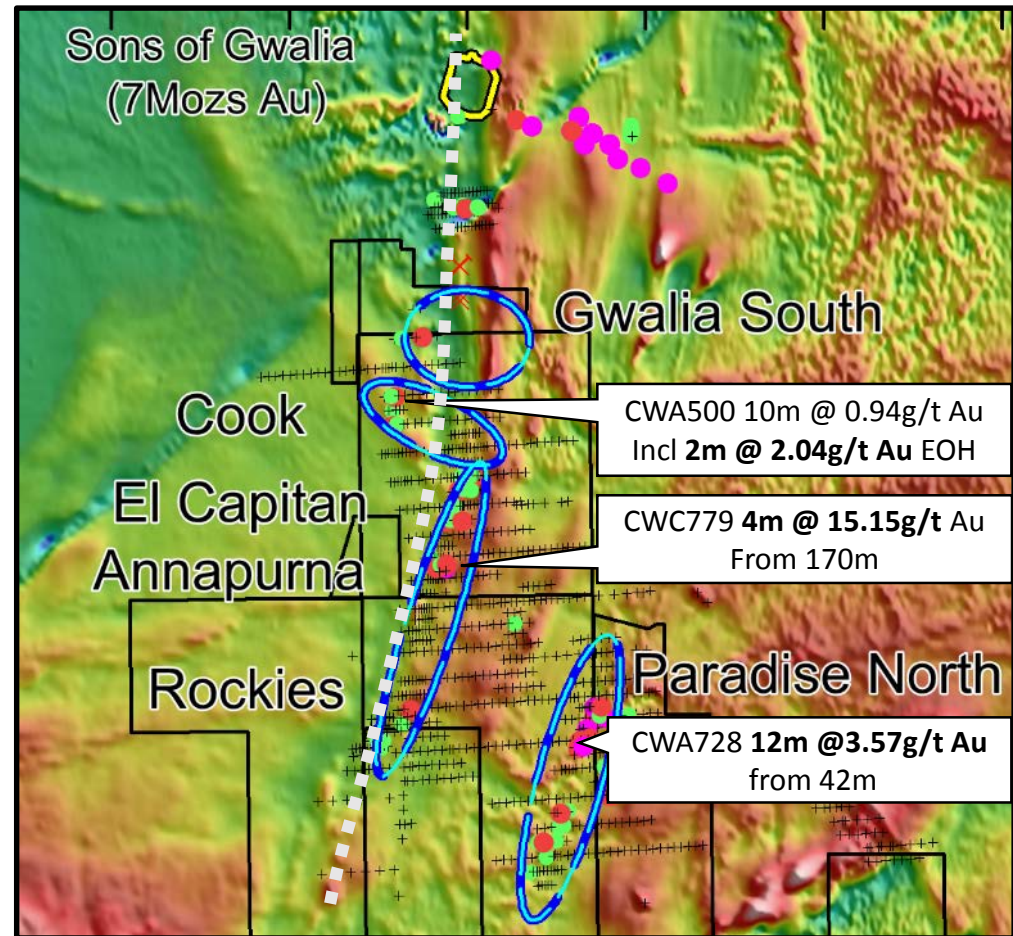 Sons of Gwalia
(7Mozs Au)
Gwalia South
Cook
CWA500 10m @ 0.94g/t Au
Incl 2m @ 2.04g/t Au EOH
El Capitan
Annapurna
CWC779 4m @ 15.15g/t Au
From 170m
Rockies
Paradise North
CWA728 12m @3.57g/t Au
from 42m